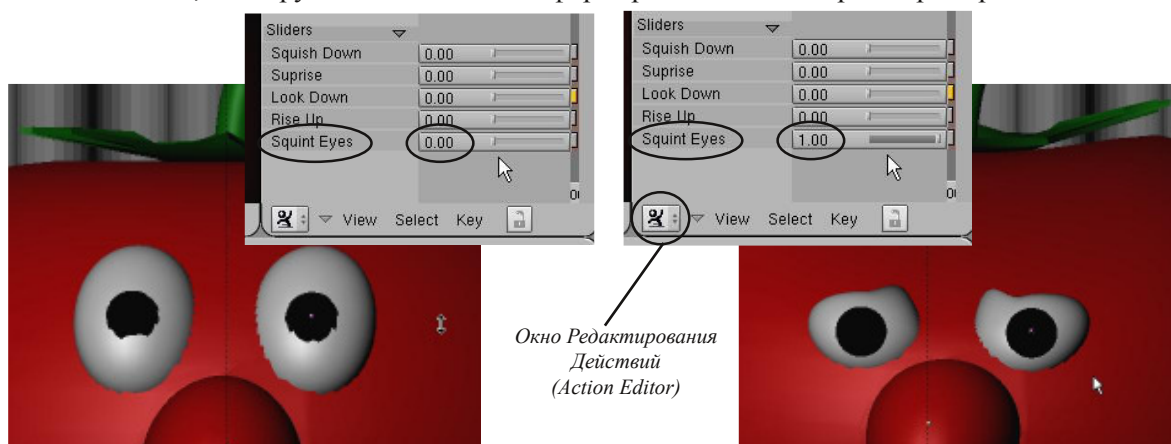 Sliders
Squish Down 0.00
Suprise 0.00
Look Down 0.00
Rise Up 0.00
Squint Eyes 0.00
View Select Key
Sliders
Squish Down 0.00
Suprise 0.00
Look Down 0.00
Rise Up 0.00
Squint Eyes 1.00
View Select Key
Окно Редактирования
Действий
(Action Editor)